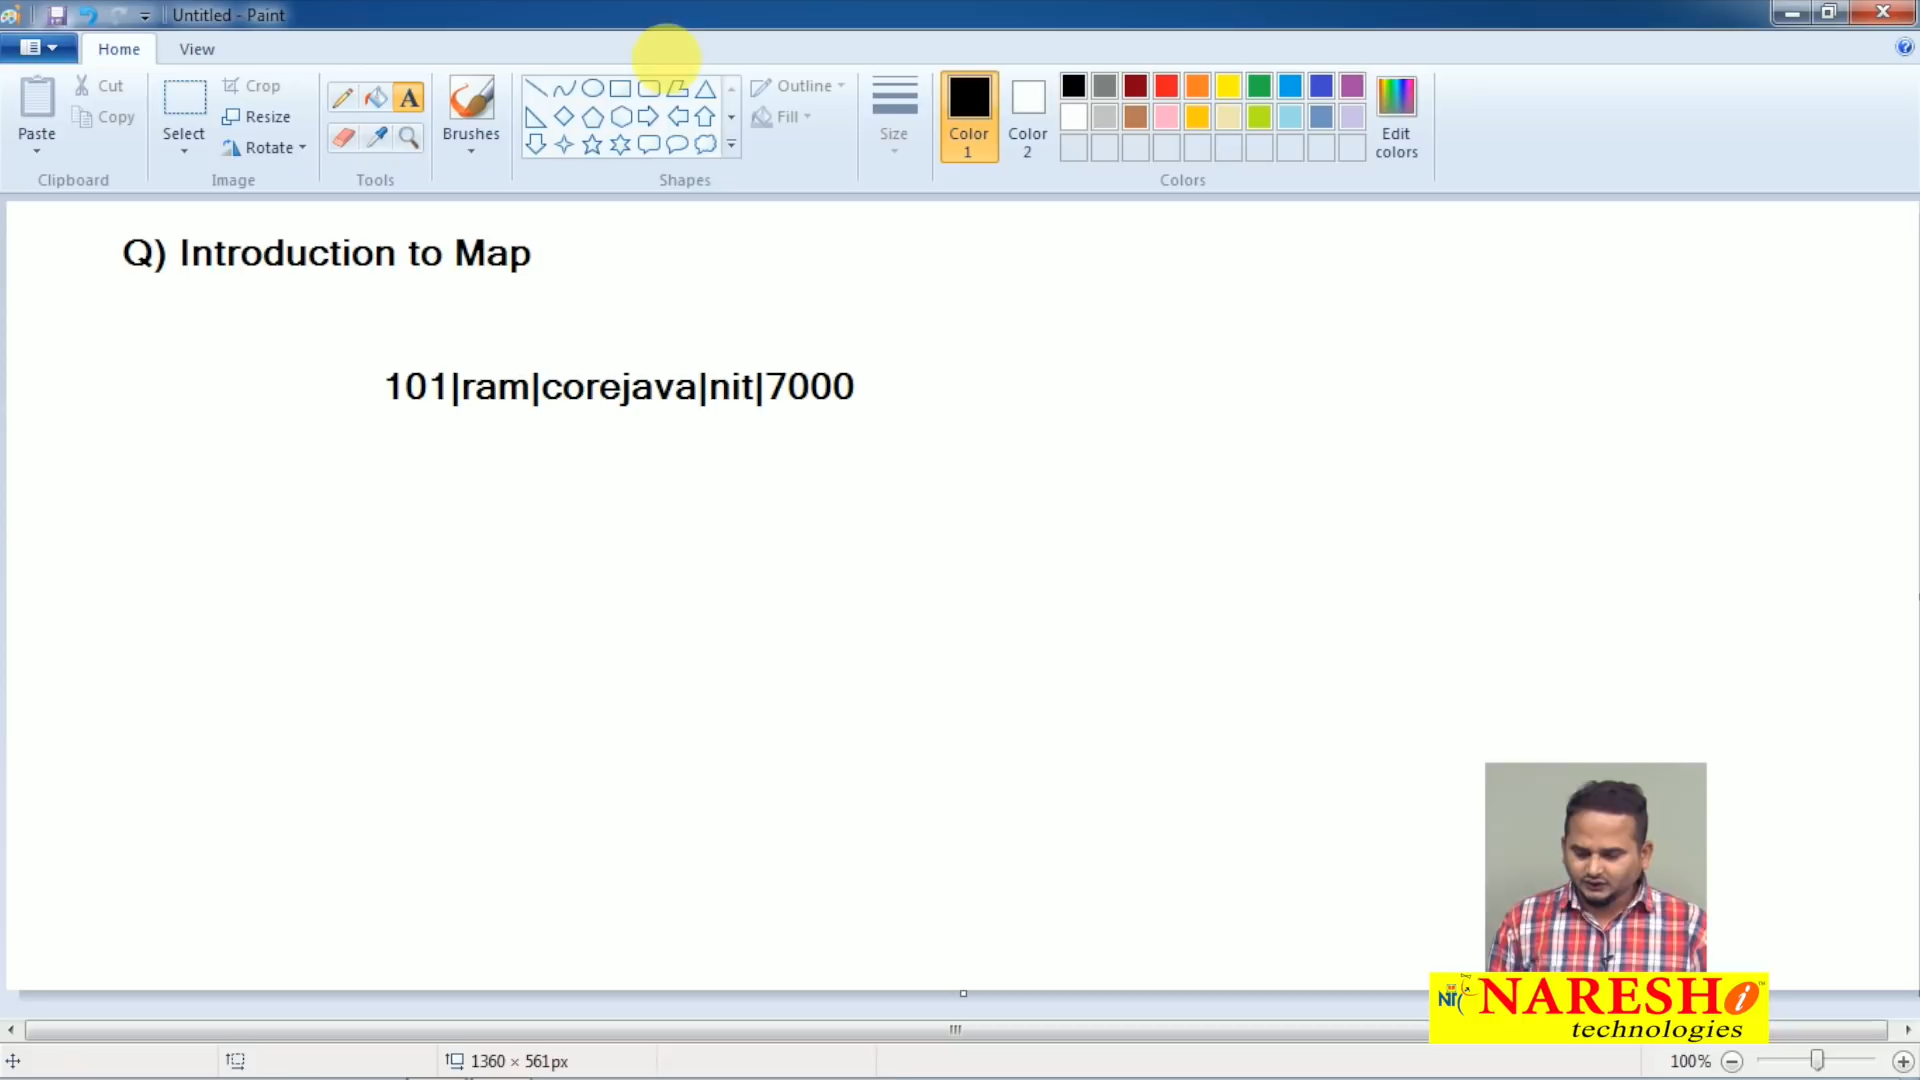 Untitled - Paint
Home
View
Paste
Cut
Copy
Clipboard
Select
Crop
Resize
Rotate
Image
A
Tools
Brushes
Shapes
Outline
Fill
Size
Color 1
Color 2
Edit colors
Colors
Q) Introduction to Map
101|ram|corejava|nit|7000
NARESH i
technologies
1360 × 561px
100%